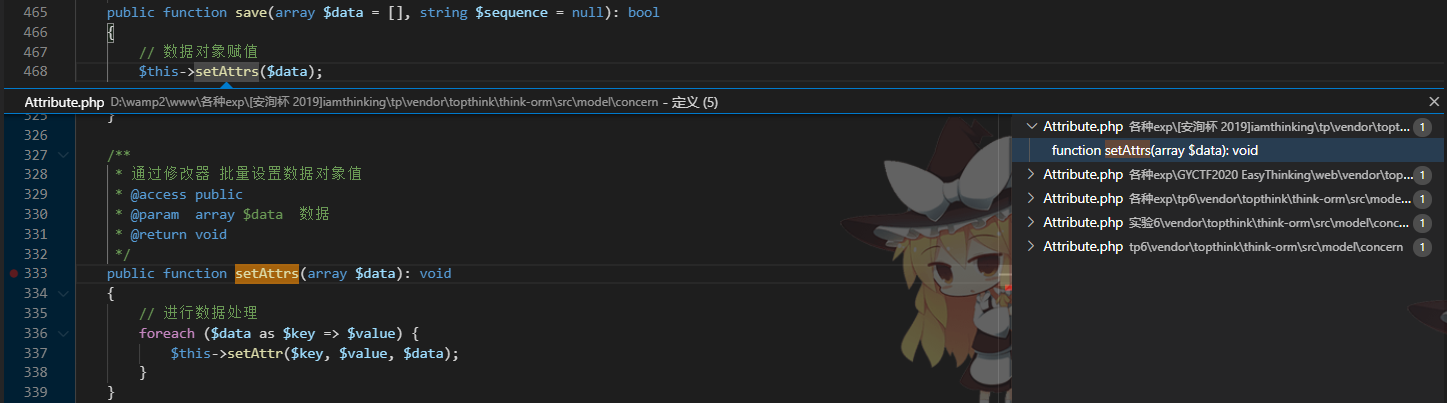 465 public function save(array $data = [], string $sequence = null): bool
466 {
467 // 数据对象赋值
468 $this->setAttrs($data);
Attribute.php D:\wamp2\www\各种exp\[安洵杯 2019]iamthinking\tp\vendor\topthink\think-orm\src\model\concern - 定义 (5)
325 }
326
327 /**
328 * 通过修改器 批量设置数据对象值
329 * @access public
330 * @param array $data 数据
331 * @return void
332 */
333 public function setAttrs(array $data): void
334 {
335 // 进行数据处理
336 foreach ($data as $key => $value) {
337 $this->setAttr($key, $value, $data);
338 }
339 }
Attribute.php 各种exp\[安洵杯 2019]iamthinking\tp\vendor\topt... 1
function setAttrs(array $data): void
Attribute.php 各种exp\GYCTF2020 EasyThinking\web\vendor\top... 1
Attribute.php 各种exp\tp6\vendor\topthink\think-orm\src\mode... 1
Attribute.php 实验6\vendor\topthink\think-orm\src\model\conc... 1
Attribute.php tp6\vendor\topthink\think-orm\src\model\concern 1